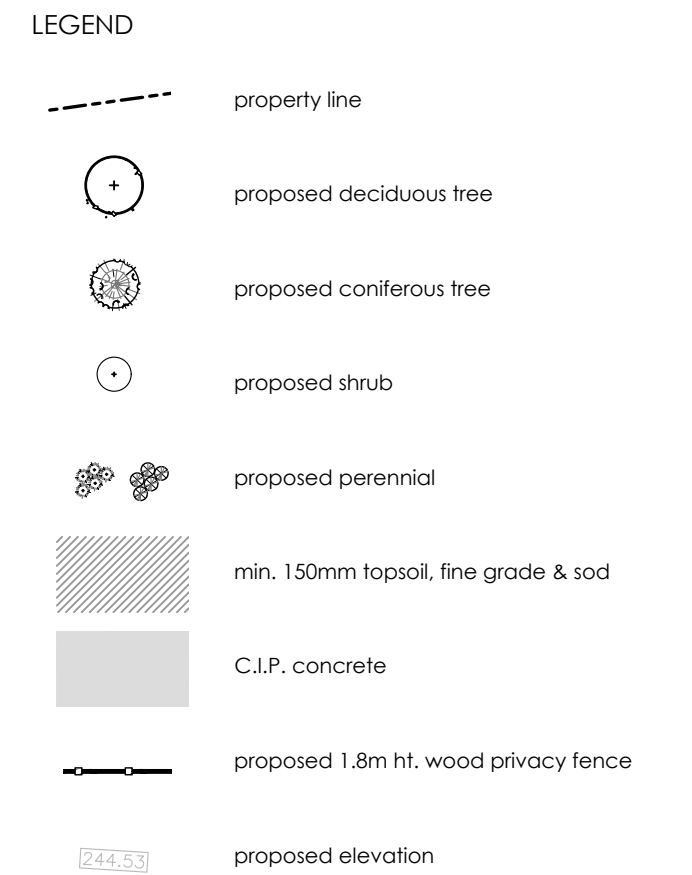 LEGEND
property line
proposed deciduous tree
proposed coniferous tree
proposed shrub
proposed perennial
min. 150mm topsoil, fine grade & sod
C.I.P. concrete
proposed 1.8m ht. wood privacy fence
244.53 proposed elevation